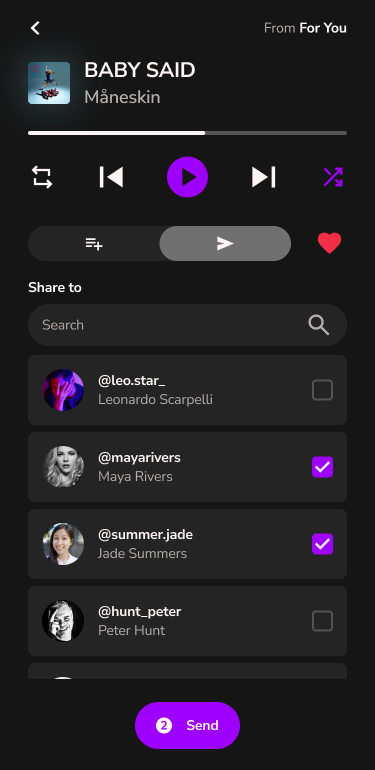 From For You
BABY SAID
Måneskin
Share to
Search
@leo.star_
Leonardo Scarpelli
@mayarivers
Maya Rivers
@summer.jade
Jade Summers
@hunt_peter
Peter Hunt
2 Send